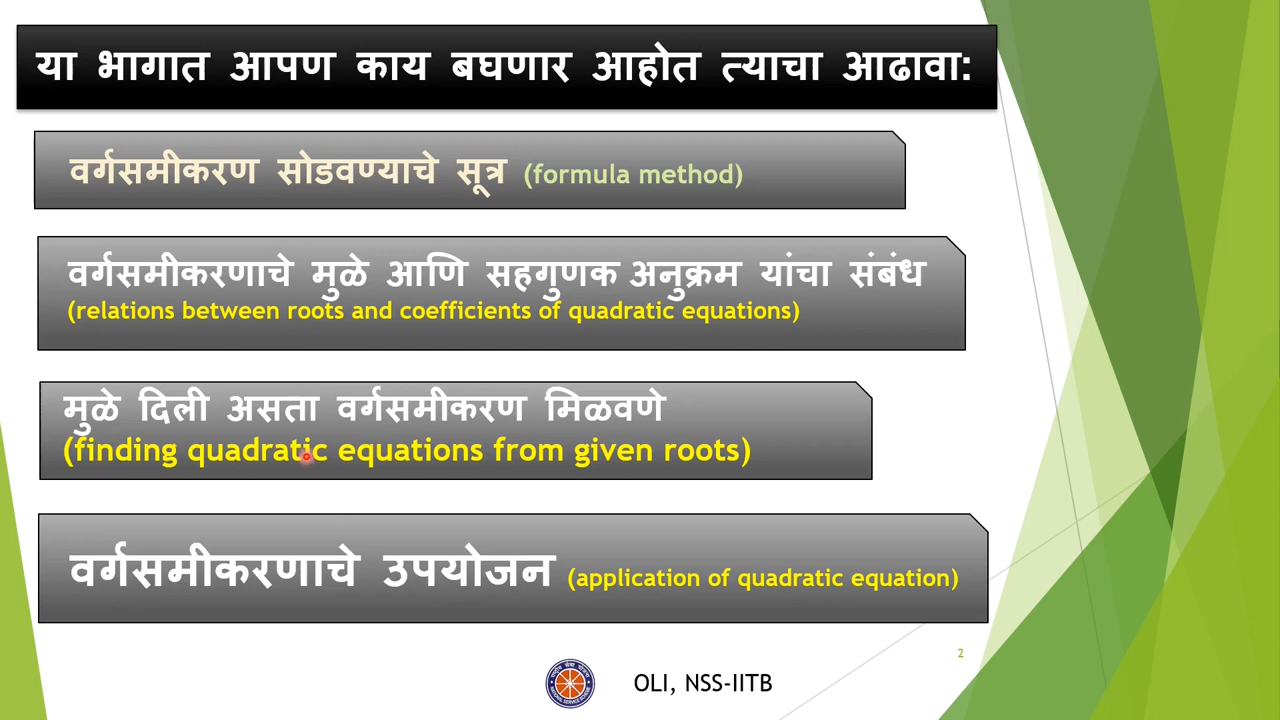 या भागात आपण काय बघणार आहोत त्याचा आढावा:
वर्गसमीकरण सोडवण्याचे सूत्र (formula method)
वर्गसमीकरणाचे मुळे आणि सहगुणक अनुक्रम यांचा संबंध
(relations between roots and coefficients of quadratic equations)
मुळे दिली असता वर्गसमीकरण मिळवणे
(finding quadratic equations from given roots)
वर्गसमीकरणाचे उपयोजन (application of quadratic equation)
2
OLI, NSS-IITB